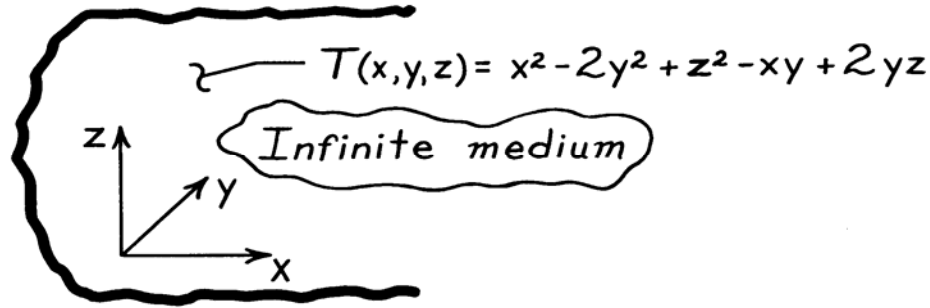 T(x,y,z) = x² - 2y² + z² - xy + 2yz
Infinite medium
z
y
x